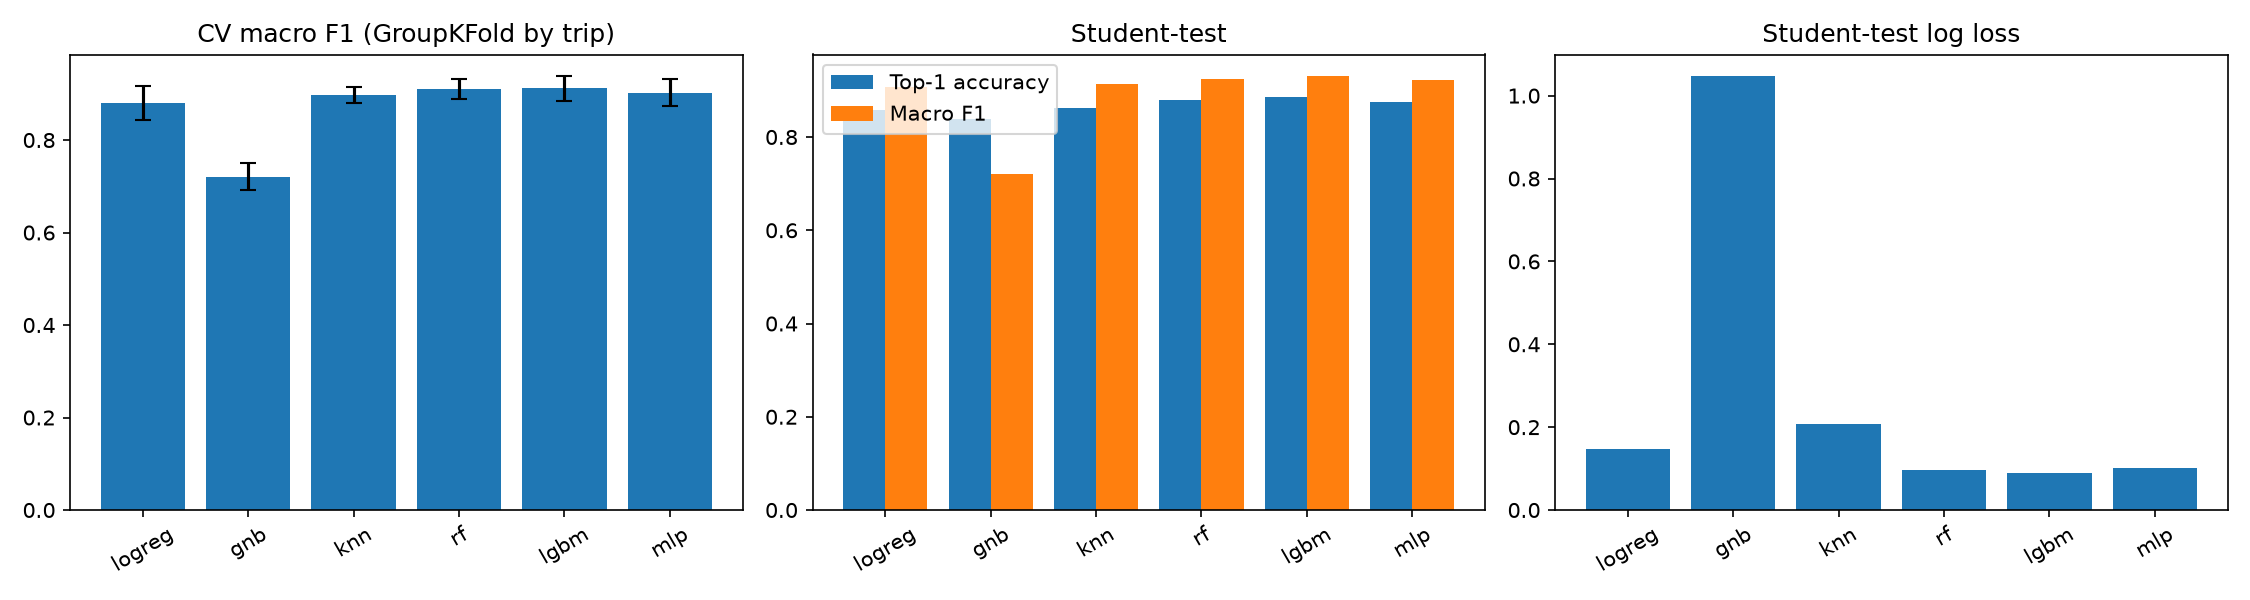 CV macro F1 (GroupKFold by trip)
0.8
0.6
0.4
0.2
0.0
logreg
gnb
knn
rf
lgbm
mlp
Student-test
Top-1 accuracy
Macro F1
0.8
0.6
0.4
0.2
0.0
logreg
gnb
knn
rf
lgbm
mlp
Student-test log loss
1.0
0.8
0.6
0.4
0.2
0.0
logreg
gnb
knn
rf
lgbm
mlp